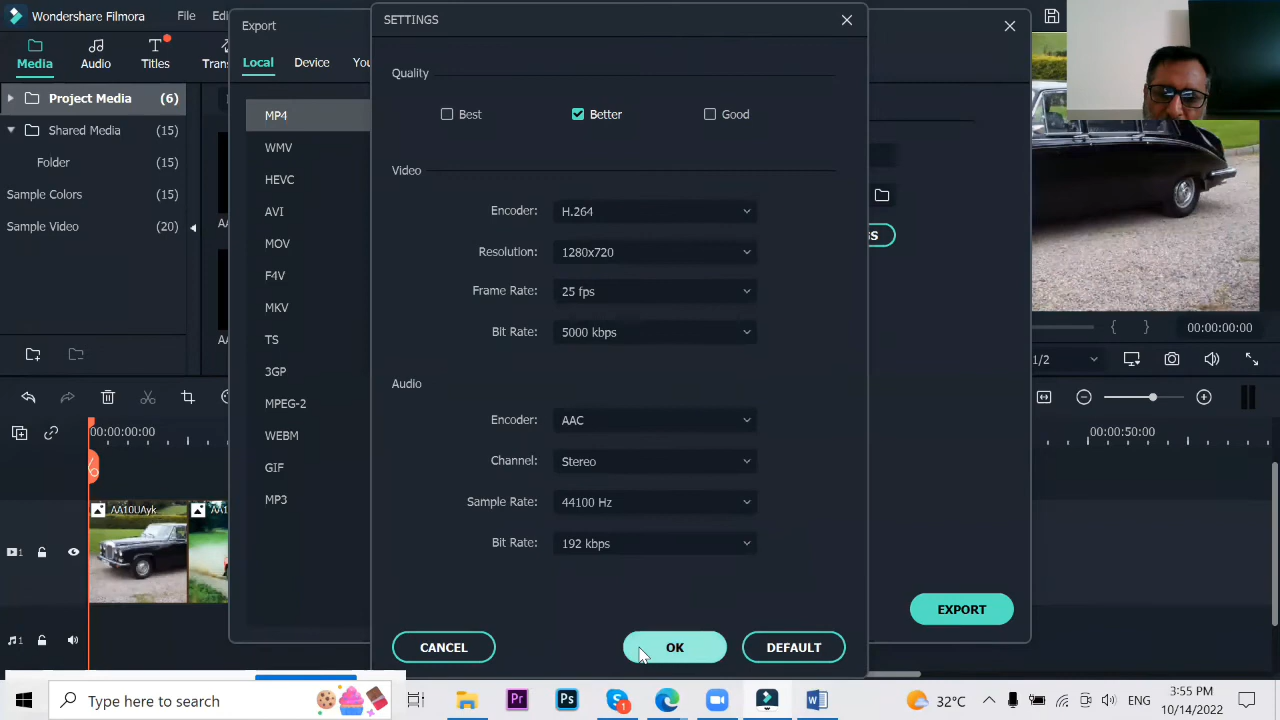 Wondershare Filmora
File
Export
SETTINGS
Media
Audio
Titles
Local
Device
Project Media (6)
Shared Media (15)
Folder (15)
Sample Colors (15)
Sample Video (20)
MP4
WMV
HEVC
AVI
MOV
F4V
MKV
TS
3GP
MPEG-2
WEBM
GIF
MP3
Quality
Best
Better
Good
Video
Encoder: H.264
Resolution: 1280x720
Frame Rate: 25 fps
Bit Rate: 5000 kbps
Audio
Encoder: AAC
Channel: Stereo
Sample Rate: 44100 Hz
Bit Rate: 192 kbps
CANCEL
OK
DEFAULT
EXPORT
00:00:00:00
1/2
00:00:00:00
00:00:50:00
AA10UAyk
1
1
Type here to search
Pr
Ps
1
32°C
ENG
3:55 PM
10/14/2022